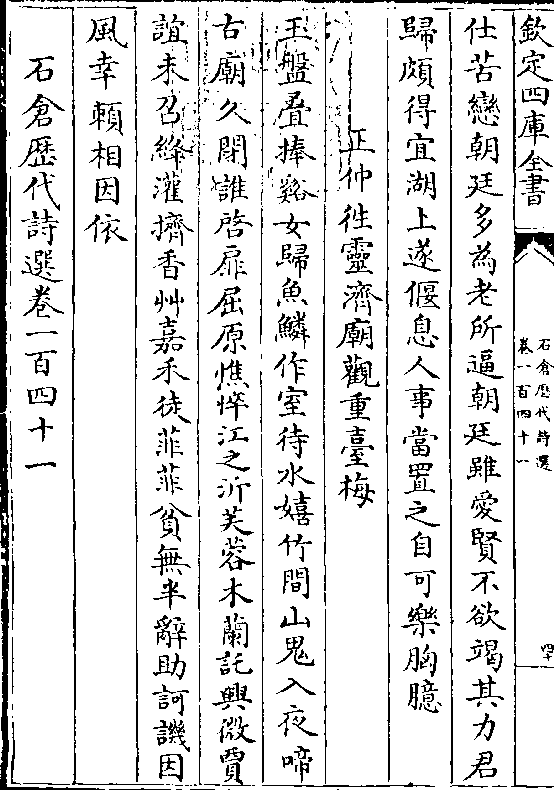 欽定四庫全書
石倉歴代詩選
卷一百四十一
四十
仕苦戀朝廷多為老所逼朝廷雖愛賢不欲竭其力君
歸頗得宜湖上遂偃息人事當置之自可樂胸臆
正仲徃靈濟廟觀重臺梅
玉盤叠捧谿女歸魚鱗作室待水嬉竹間山鬼入夜啼
古廟久閉誰啓扉屈原憔悴江之沂芙蓉木蘭託興微賈
誼未召絳灌擠香艸嘉禾徒菲菲貧無半辭助訶譏因
風幸賴相因依
石倉歴代詩選卷一百四十一